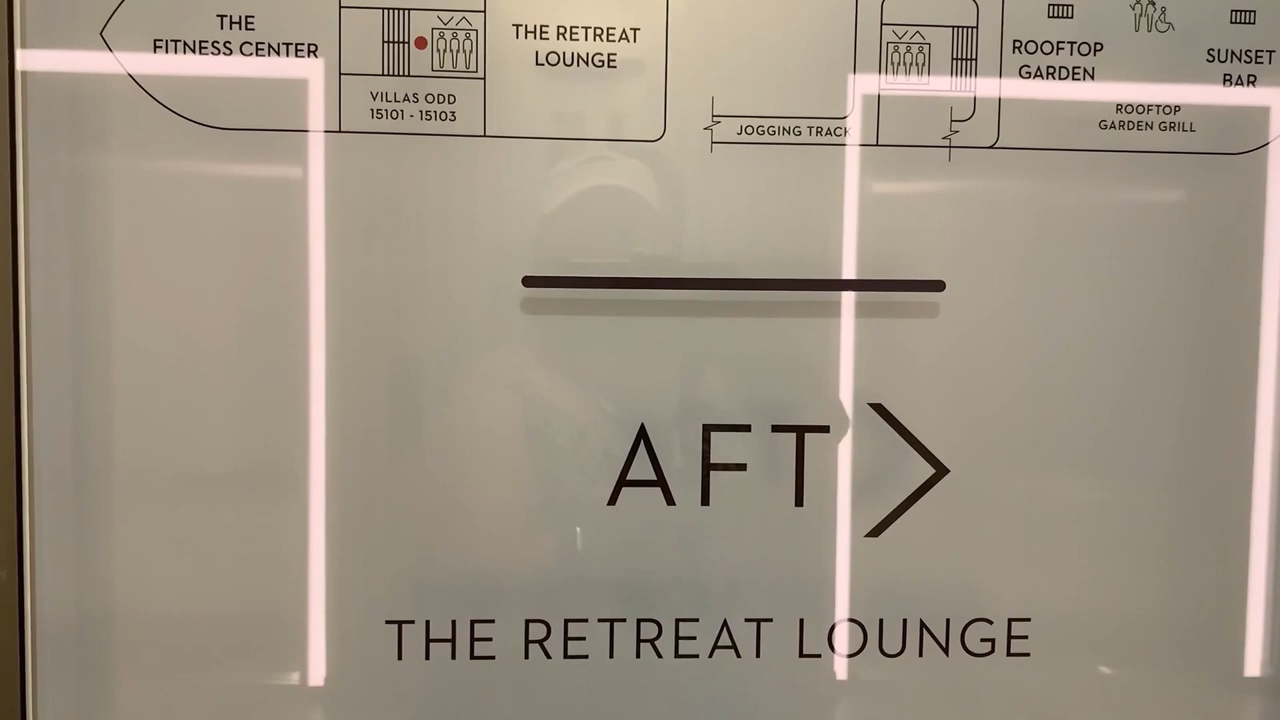 THE
FITNESS CENTER
VILLAS ODD
15101 - 15103
THE RETREAT
LOUNGE
JOGGING TRACK
ROOFTOP
GARDEN
SUNSET
BAR
ROOFTOP
GARDEN GRILL
AFT
THE RETREAT LOUNGE